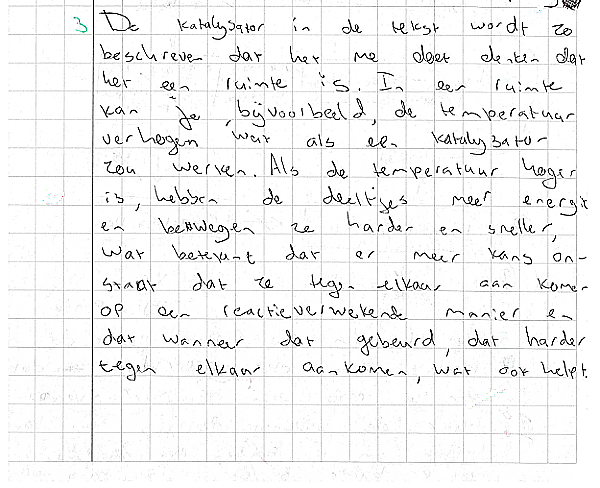 3 De katalysator in de tekst wordt zo
beschreven dat het me doet denken dat
het een ruimte is. In een ruimte
kan je, bijvoorbeeld, de temperatuur
verhogen wat als een katalysator
zou werken. Als de temperatuur hoger
is, hebben de deeltjes meer energie
en bewegen ze harder en sneller,
wat betekent dat er meer kans on-
staat dat ze tegen elkaar aan komen
op een reactieverwekende manier en
dat wanneer dat gebeurd, dat harder
tegen elkaar aankomen, wat ook helpt.